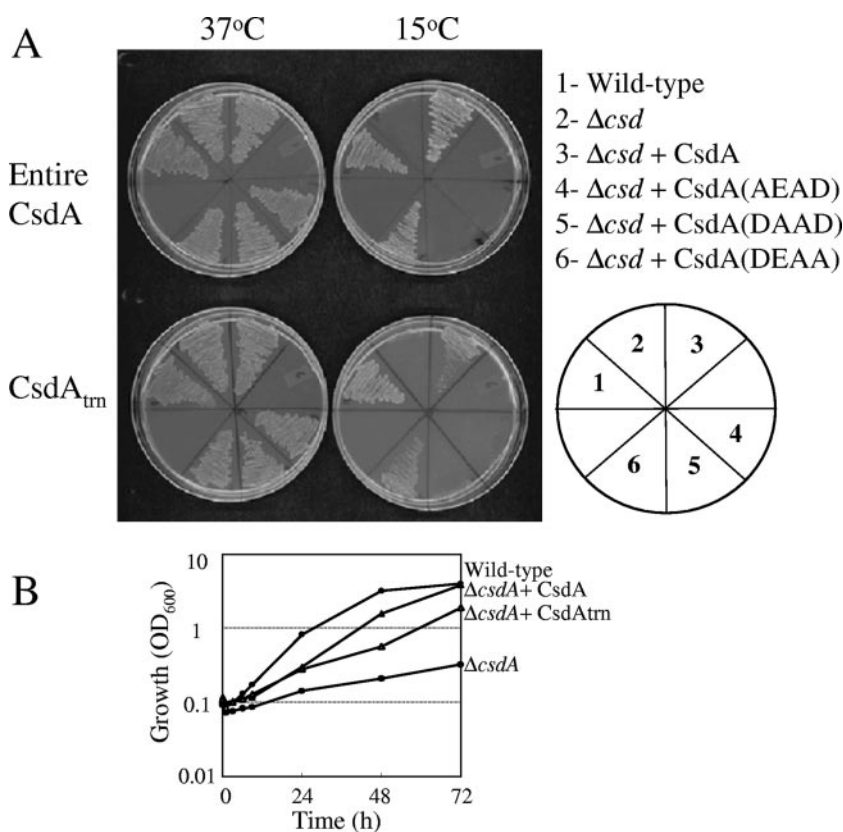 A
37°C
15°C
Entire
CsdA
CsdA_trn
1- Wild-type
2- Δcsd
3- Δcsd + CsdA
4- Δcsd + CsdA(AEAD)
5- Δcsd + CsdA(DAAD)
6- Δcsd + CsdA(DEAA)
2
3
1
4
6
5
B
Growth (OD600)
10
1
0.1
0.01
0
24
48
72
Time (h)
Wild-type
ΔcsdA+ CsdA
ΔcsdA+ CsdAtrn
ΔcsdA